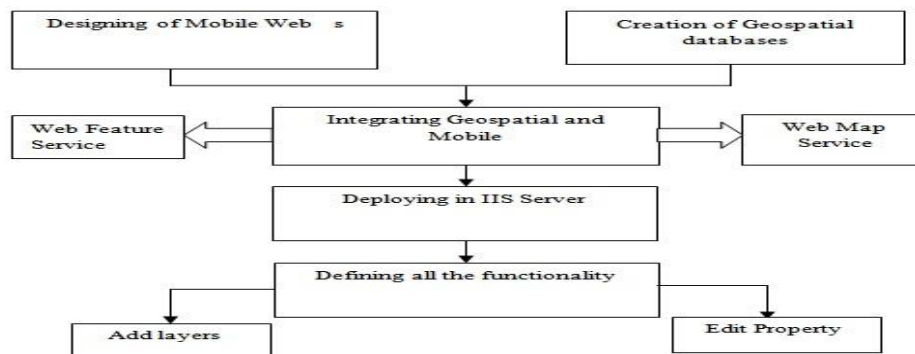 Designing of Mobile Web s
Creation of Geospatial
databases
Integrating Geospatial and
Mobile
Web Feature
Service
Web Map
Service
Deploying in IIS Server
Defining all the functionality
Add layers
Edit Property